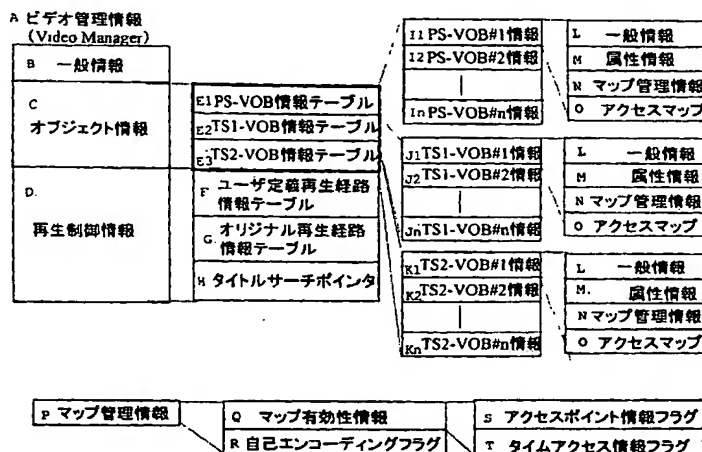 A ビデオ管理情報
(Video Manager)
B 一般情報
C
オブジェクト情報
D.
再生制御情報
E1 PS-VOB情報テーブル
E2 TS1-VOB情報テーブル
E3 TS2-VOB情報テーブル
F ユーザ定義再生経路
情報テーブル
G. オリジナル再生経路
情報テーブル
H タイトルサーチポインタ
I1 PS-VOB#1情報
I2 PS-VOB#2情報
In PS-VOB#n情報
L 一般情報
M 属性情報
N マップ管理情報
O アクセスマップ
J1 TS1-VOB#1情報
J2 TS1-VOB#2情報
Jn TS1-VOB#n情報
L 一般情報
M 属性情報
N マップ管理情報
O アクセスマップ
K1 TS2-VOB#1情報
K2 TS2-VOB#2情報
Kn TS2-VOB#n情報
L 一般情報
M. 属性情報
N マップ管理情報
O アクセスマップ
P マップ管理情報
Q マップ有効性情報
R 自己エンコーディングフラグ
S アクセスポイント情報フラグ
T タイムアクセス情報フラグ